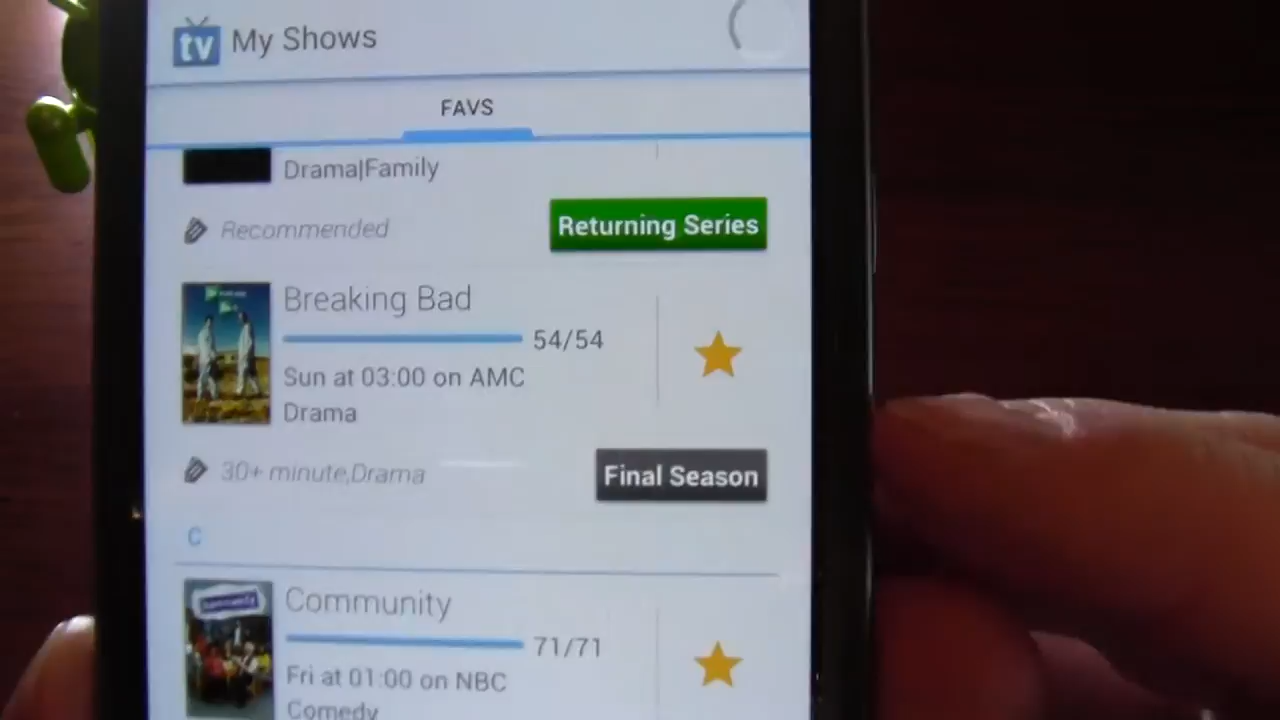 tv My Shows
FAVS
Drama|Family
Recommended
Returning Series
Breaking Bad
54/54
Sun at 03:00 on AMC
Drama
30+ minute,Drama
Final Season
C
Community
71/71
Fri at 01:00 on NBC
Comedy